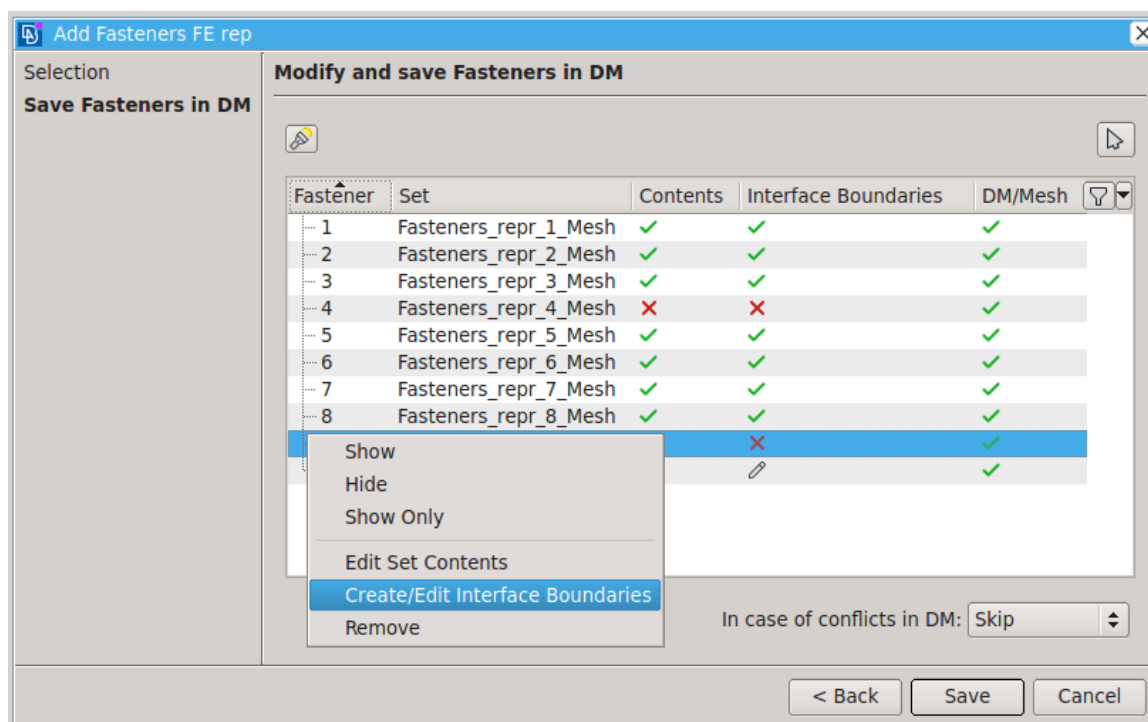 Add Fasteners FE rep
Selection
Save Fasteners in DM
Modify and save Fasteners in DM
Fastener Set Contents Interface Boundaries DM/Mesh
1 Fasteners_repr_1_Mesh
2 Fasteners_repr_2_Mesh
3 Fasteners_repr_3_Mesh
4 Fasteners_repr_4_Mesh
5 Fasteners_repr_5_Mesh
6 Fasteners_repr_6_Mesh
7 Fasteners_repr_7_Mesh
8 Fasteners_repr_8_Mesh
Show
Hide
Show Only
Edit Set Contents
Create/Edit Interface Boundaries
Remove
In case of conflicts in DM: Skip
< Back Save Cancel